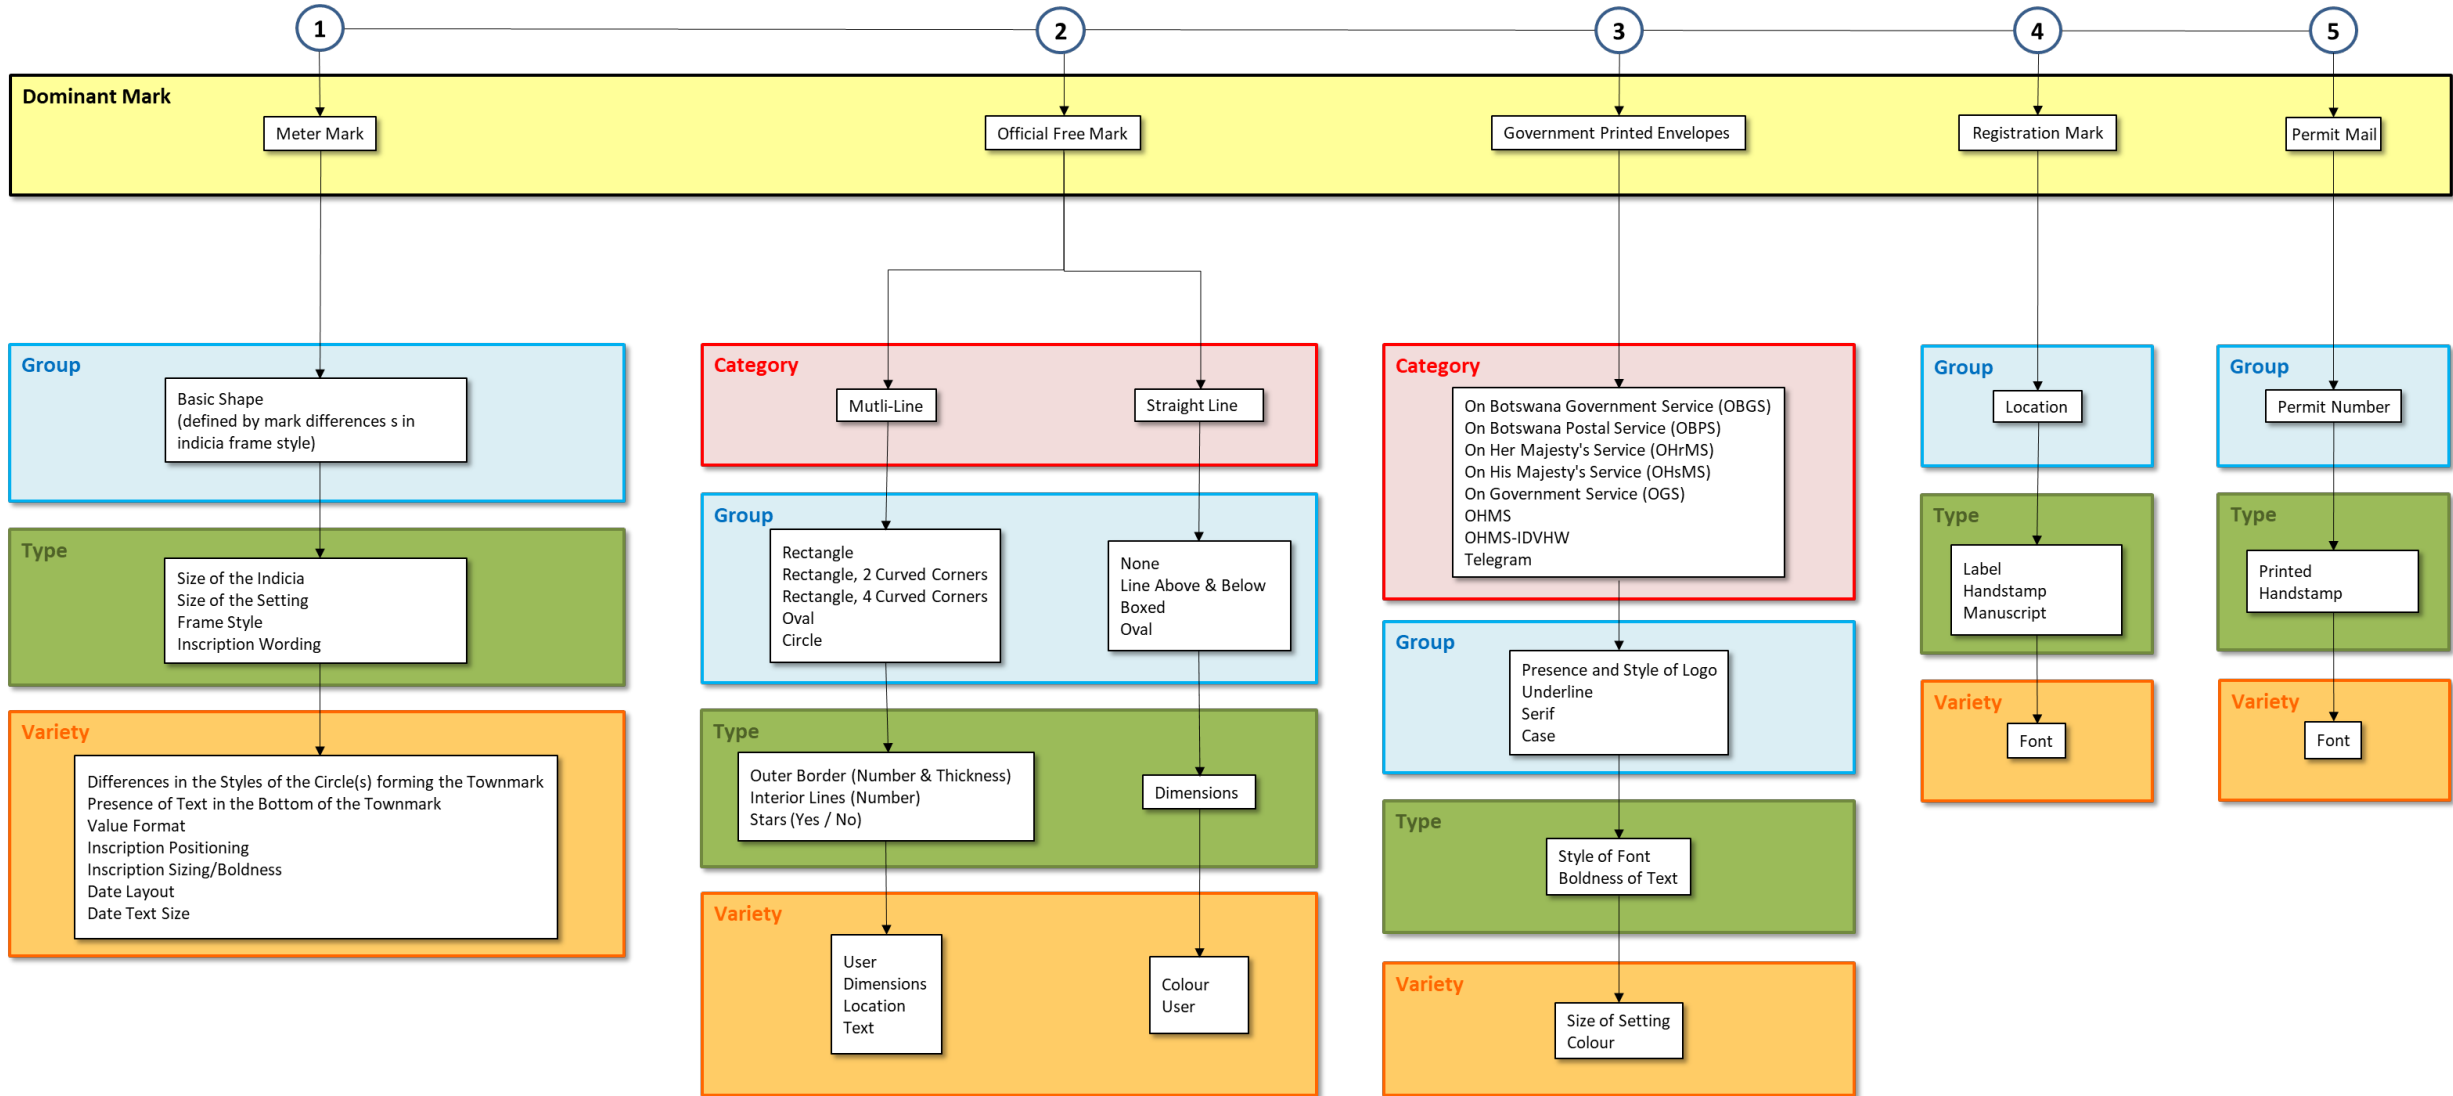 1
2
3
4
5
Dominant Mark
Meter Mark
Official Free Mark
Government Printed Envelopes
Registration Mark
Permit Mail
Group
Basic Shape
(defined by mark differences s in
indicia frame style)
Type
Size of the Indicia
Size of the Setting
Frame Style
Inscription Wording
Variety
Differences in the Styles of the Circle(s) forming the Townmark
Presence of Text in the Bottom of the Townmark
Value Format
Inscription Positioning
Inscription Sizing/Boldness
Date Layout
Date Text Size
Category
Mutli-Line
Straight Line
Group
Rectangle
Rectangle, 2 Curved Corners
Rectangle, 4 Curved Corners
Oval
Circle
None
Line Above & Below
Boxed
Oval
Type
Outer Border (Number & Thickness)
Interior Lines (Number)
Stars (Yes / No)
Dimensions
Variety
User
Dimensions
Location
Text
Colour
User
Category
On Botswana Government Service (OBGS)
On Botswana Postal Service (OBPS)
On Her Majesty's Service (OHrMS)
On His Majesty's Service (OHsMS)
On Government Service (OGS)
OHMS
OHMS-IDVHW
Telegram
Group
Presence and Style of Logo
Underline
Serif
Case
Type
Style of Font
Boldness of Text
Variety
Size of Setting
Colour
Group
Location
Type
Label
Handstamp
Manuscript
Variety
Font
Group
Permit Number
Type
Printed
Handstamp
Variety
Font